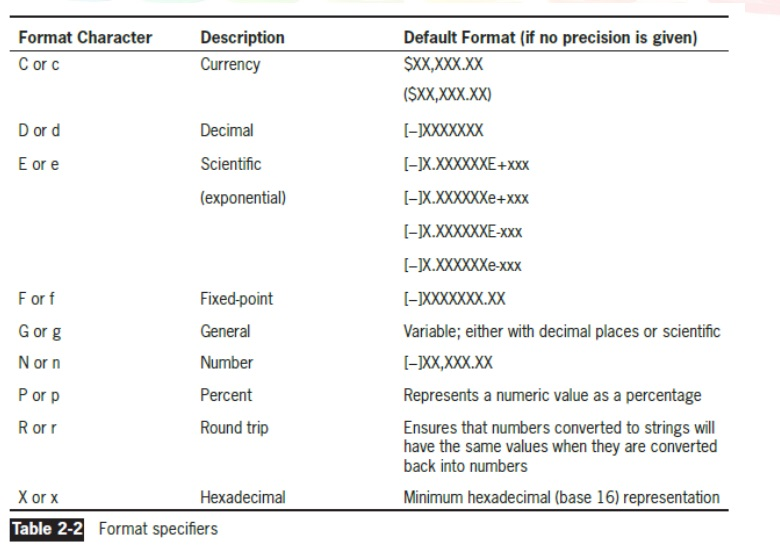 Format Character Description Default Format (if no precision is given)
C or c Currency $XX,XXX.XX
($XX,XXX.XX)
D or d Decimal [–]XXXXXXX
E or e Scientific [–]X.XXXXXXE+xxx
(exponential) [–]X.XXXXXXe+xxx
[–]X.XXXXXXE-xxx
[–]X.XXXXXXe-xxx
F or f Fixed-point [–]XXXXXXX.XX
G or g General Variable; either with decimal places or scientific
N or n Number [–]XX,XXX.XX
P or p Percent Represents a numeric value as a percentage
R or r Round trip Ensures that numbers converted to strings will
have the same values when they are converted
back into numbers
X or x Hexadecimal Minimum hexadecimal (base 16) representation
Table 2-2 Format specifiers